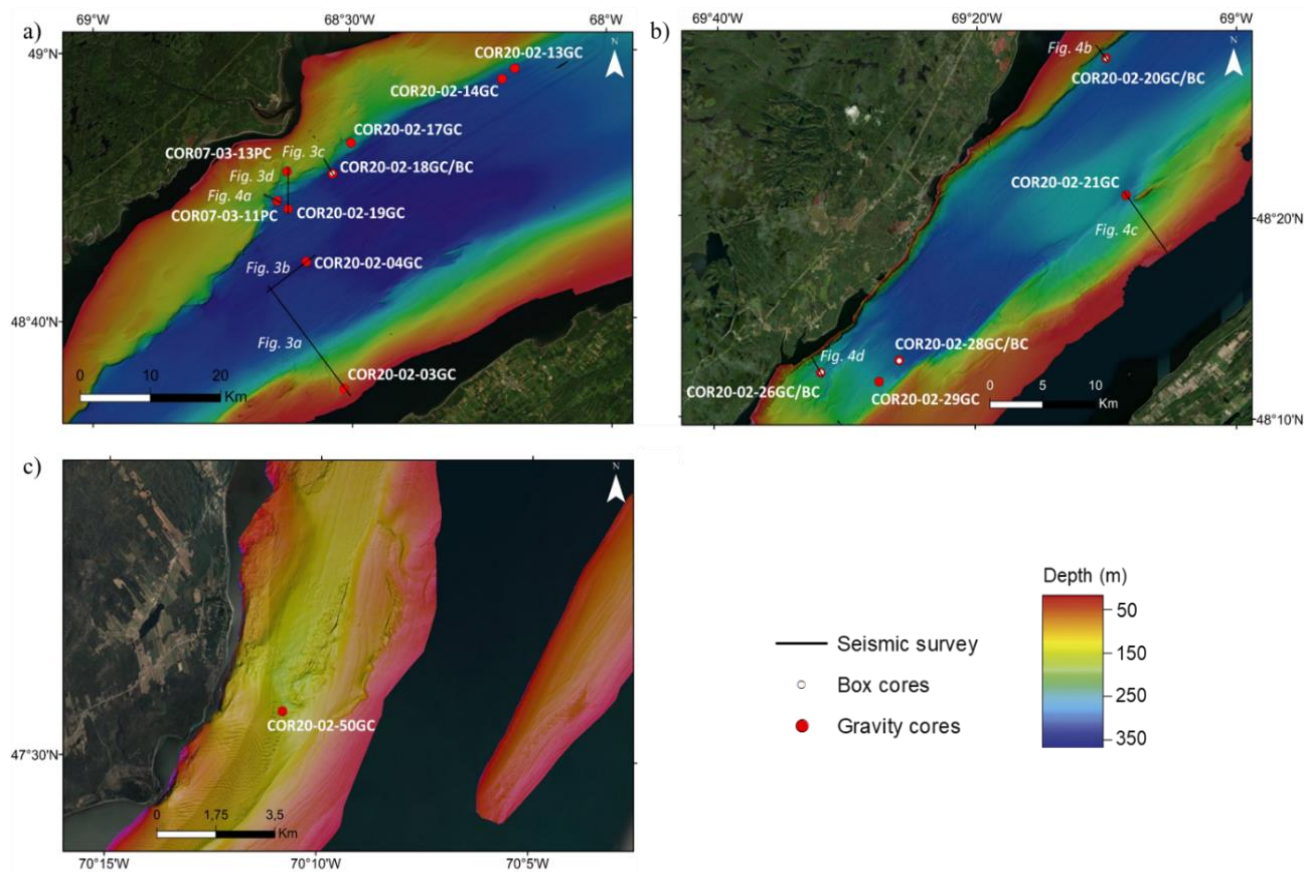 a)
69°W
68°30'W
68°W
49°N
N
COR20-02-13GC
COR20-02-14GC
COR20-02-17GC
COR07-03-13PC
Fig. 3c
COR20-02-18GC/BC
Fig. 3d
Fig. 4a
COR07-03-11PC
COR20-02-19GC
Fig. 3b
COR20-02-04GC
48°40'N
Fig. 3a
COR20-02-03GC
0
10
20
Km
b)
69°40'W
69°20'W
69°W
N
Fig. 4b
COR20-02-20GC/BC
COR20-02-21GC
48°20'N
Fig. 4c
COR20-02-28GC/BC
Fig. 4d
COR20-02-26GC/BC
COR20-02-29GC
0
5
10
Km
48°10'N
c)
N
COR20-02-50GC
47°30'N
0
1,75
3,5
Km
70°15'W
70°10'W
70°5'W
Seismic survey
Box cores
Gravity cores
Depth (m)
50
150
250
350